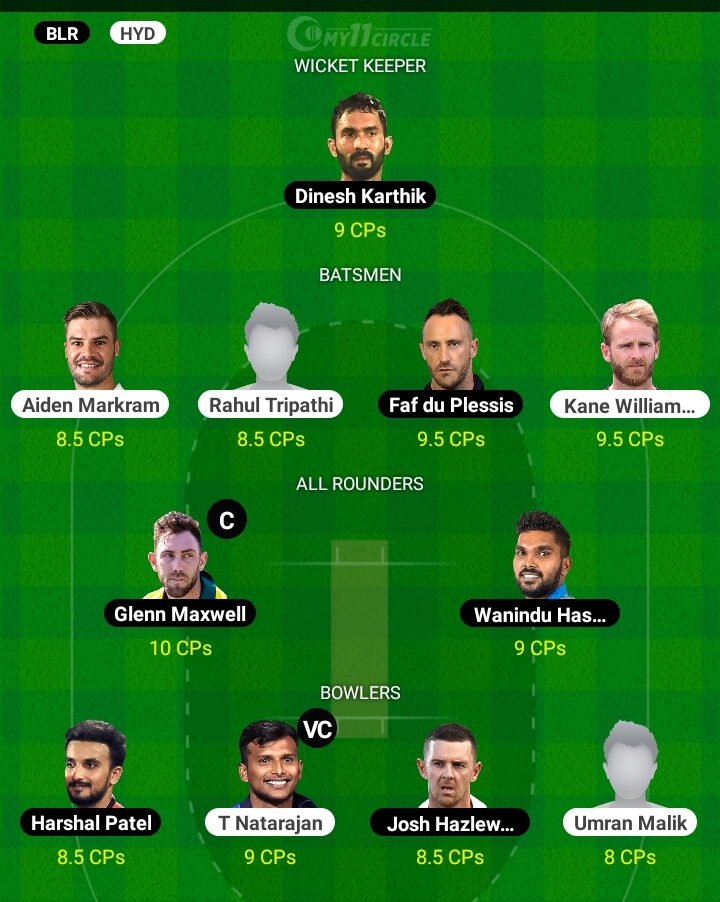 BLR HYD MY11CIRCLE
WICKET KEEPER
Dinesh Karthik
9 CPs
BATSMEN
Aiden Markram Rahul Tripathi Faf du Plessis Kane William...
8.5 CPs 8.5 CPs 9.5 CPs 9.5 CPs
ALL ROUNDERS
C
Glenn Maxwell Wanindu Has...
10 CPs 9 CPs
BOWLERS
VC
Harshal Patel T Natarajan Josh Hazlew... Umran Malik
8.5 CPs 9 CPs 8.5 CPs 8 CPs